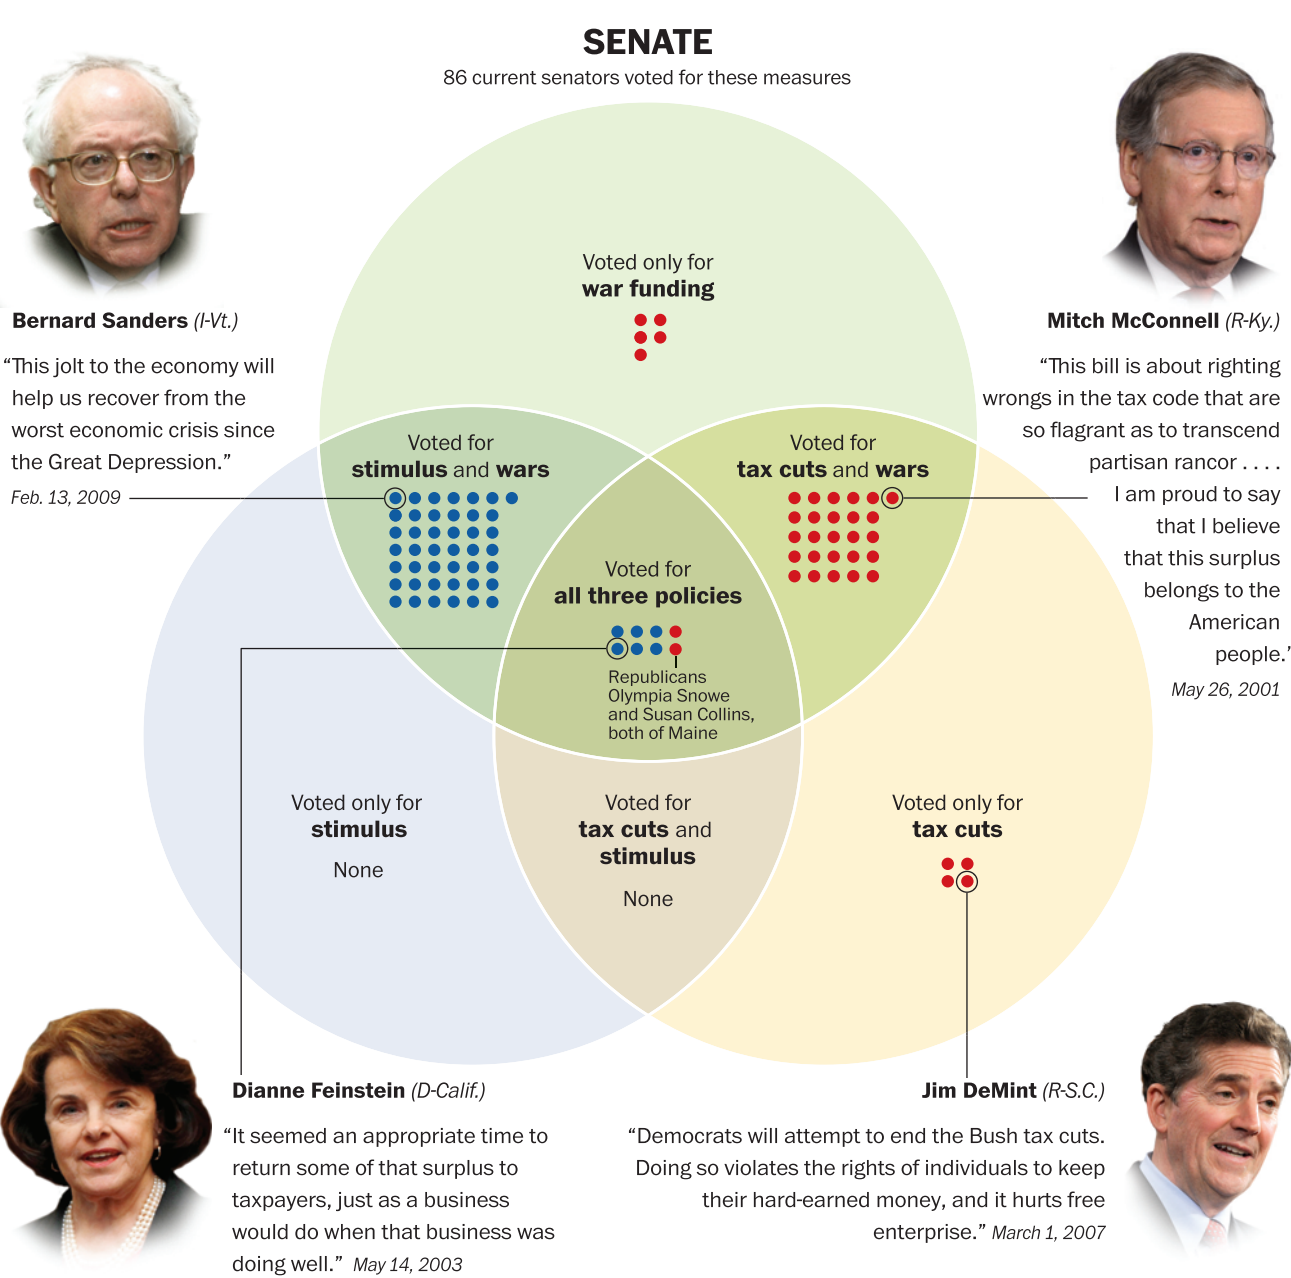 SENATE
86 current senators voted for these measures
Bernard Sanders (I-Vt.)
“This jolt to the economy will
help us recover from the
worst economic crisis since
the Great Depression.”
Feb. 13, 2009
Mitch McConnell (R-Ky.)
“This bill is about righting
wrongs in the tax code that are
so flagrant as to transcend
partisan rancor . . . .
I am proud to say
that I believe
that this surplus
belongs to the
American
people.’
May 26, 2001
Voted only for
war funding
Voted for
stimulus and wars
Voted for
tax cuts and wars
Voted for
all three policies
Republicans
Olympia Snowe
and Susan Collins,
both of Maine
Voted only for
stimulus
None
Voted for
tax cuts and
stimulus
None
Voted only for
tax cuts
Dianne Feinstein (D-Calif.)
“It seemed an appropriate time to
return some of that surplus to
taxpayers, just as a business
would do when that business was
doing well.” May 14, 2003
Jim DeMint (R-S.C.)
“Democrats will attempt to end the Bush tax cuts.
Doing so violates the rights of individuals to keep
their hard-earned money, and it hurts free
enterprise.” March 1, 2007